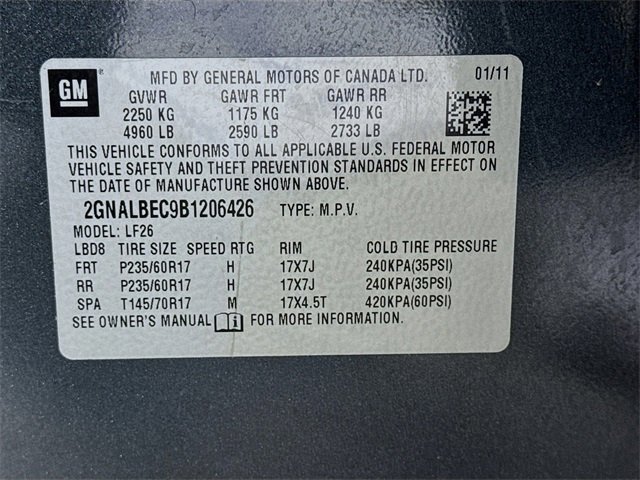 GM ® MFD BY GENERAL MOTORS OF CANADA LTD. 01/11
GVWR GAWR FRT GAWR RR
2250 KG 1175 KG 1240 KG
4960 LB 2590 LB 2733 LB
THIS VEHICLE CONFORMS TO ALL APPLICABLE U.S. FEDERAL MOTOR
VEHICLE SAFETY AND THEFT PREVENTION STANDARDS IN EFFECT ON
THE DATE OF MANUFACTURE SHOWN ABOVE.
2GNALBEC9B1206426 TYPE: M.P.V.
MODEL: LF26
LBD8 TIRE SIZE SPEED RTG RIM COLD TIRE PRESSURE
FRT P235/60R17 H 17X7J 240KPA(35PSI)
RR P235/60R17 H 17X7J 240KPA(35PSI)
SPA T145/70R17 M 17X4.5T 420KPA(60PSI)
SEE OWNER'S MANUAL FOR MORE INFORMATION.